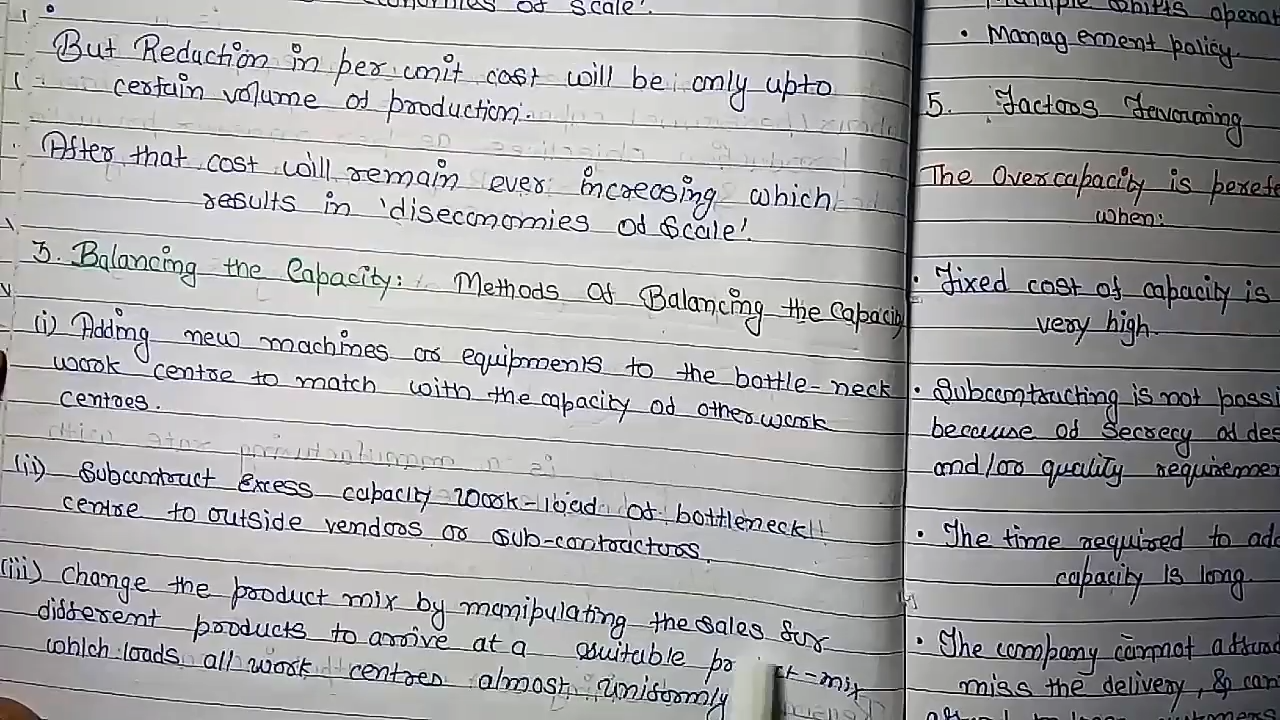 of scale'.
But Reduction in per unit cost will be only upto
certain volume of production.
After that cost will remain ever increasing which
results in 'diseconomies of Scale'.
3. Balancing the Capacity: Methods of Balancing the Capacity
(i) Adding new machines or equipments to the bottle-neck
work centre to match with the capacity of other work
centres.
(ii) Subcontract excess capacity work-load of bottleneck
centre to outside vendors or sub-contractors.
(iii) Change the product mix by manipulating the sales for
different products to arrive at a suitable mix
which loads all work centres almost uniformly
shifts
• Management policy.
5. Factors Favouring
The Overcapacity is
when:
• Fixed cost of capacity is
very high.
• Subcontracting is not
because of Secrecy of
and/or quality
• The time required to
capacity is long.
• The company cannot
miss the delivery, &